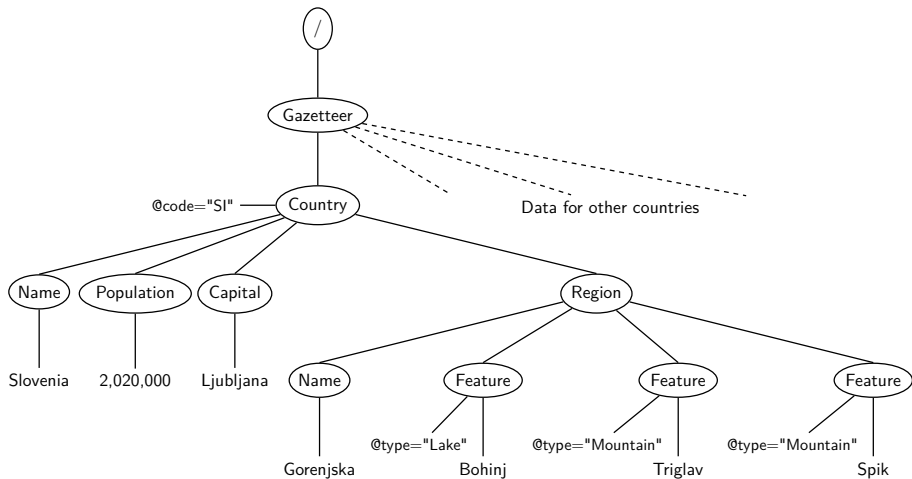 /
Gazetteer
@code="SI"
Country
Data for other countries
Name
Population
Capital
Region
Slovenia
2,020,000
Ljubljana
Name
Feature
Feature
Feature
@type="Lake"
@type="Mountain"
@type="Mountain"
Gorenjska
Bohinj
Triglav
Spik